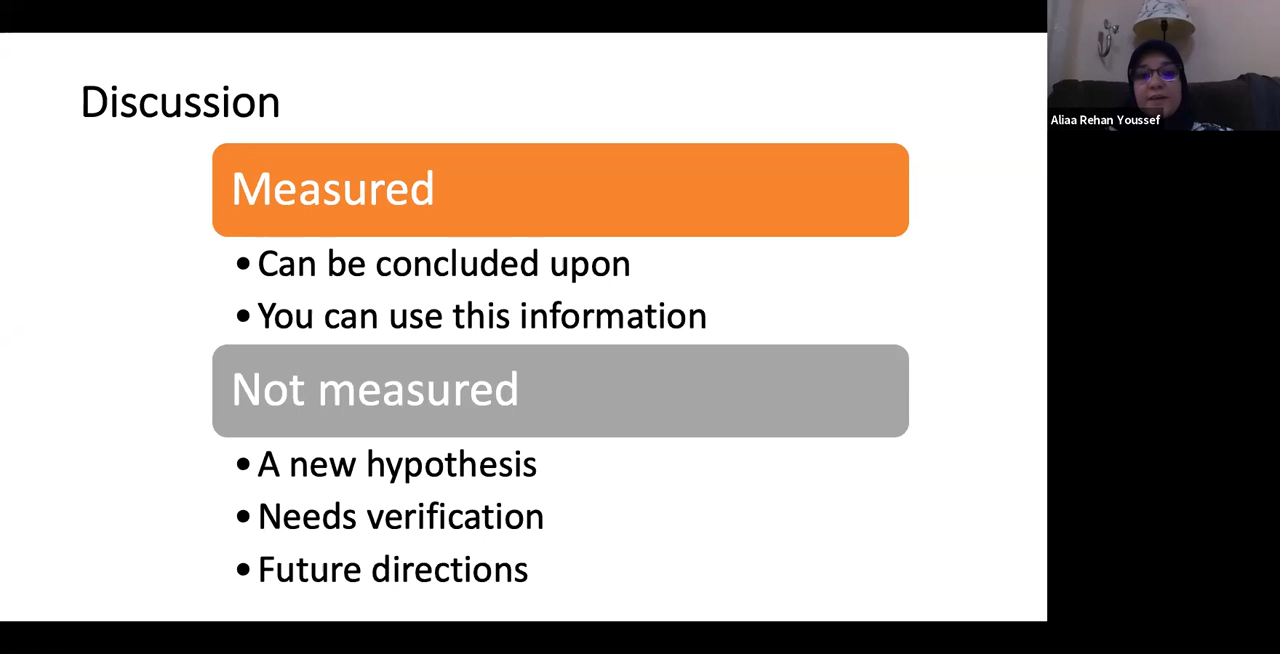 Discussion
Aliaa Rehan Youssef
Measured
• Can be concluded upon
• You can use this information
Not measured
• A new hypothesis
• Needs verification
• Future directions